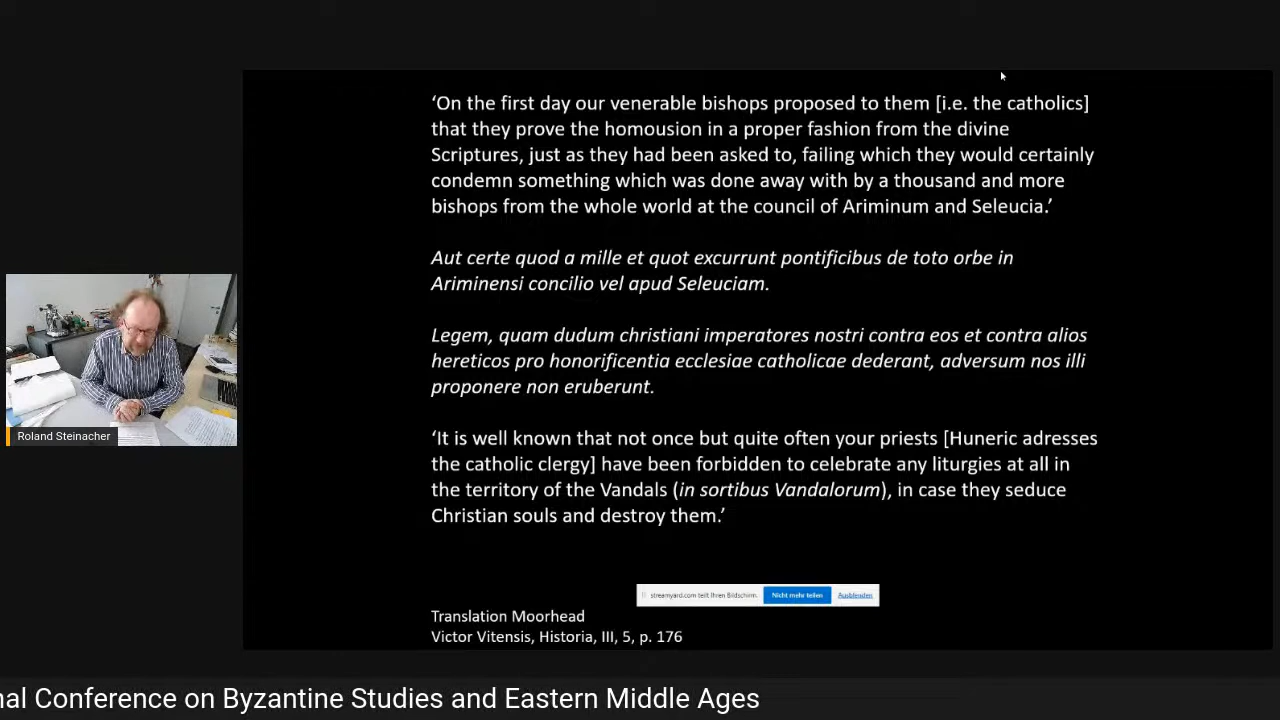 ‘On the first day our venerable bishops proposed to them [i.e. the catholics]
that they prove the homousion in a proper fashion from the divine
Scriptures, just as they had been asked to, failing which they would certainly
condemn something which was done away with by a thousand and more
bishops from the whole world at the council of Ariminum and Seleucia.’
Aut certe quod a mille et quot excurrunt pontificibus de toto orbe in
Ariminensi concilio vel apud Seleuciam.
Legem, quam dudum christiani imperatores nostri contra eos et contra alios
hereticos pro honorificentia ecclesiae catholicae dederant, adversum nos illi
proponere non eruberunt.
‘It is well known that not once but quite often your priests [Huneric adresses
the catholic clergy] have been forbidden to celebrate any liturgies at all in
the territory of the Vandals (in sortibus Vandalorum), in case they seduce
Christian souls and destroy them.’
Roland Steinacher
streamyard.com teilt Ihren Bildschirm. Nicht mehr teilen Ausblenden
Translation Moorhead
Victor Vitensis, Historia, III, 5, p. 176
nal Conference on Byzantine Studies and Eastern Middle Ages